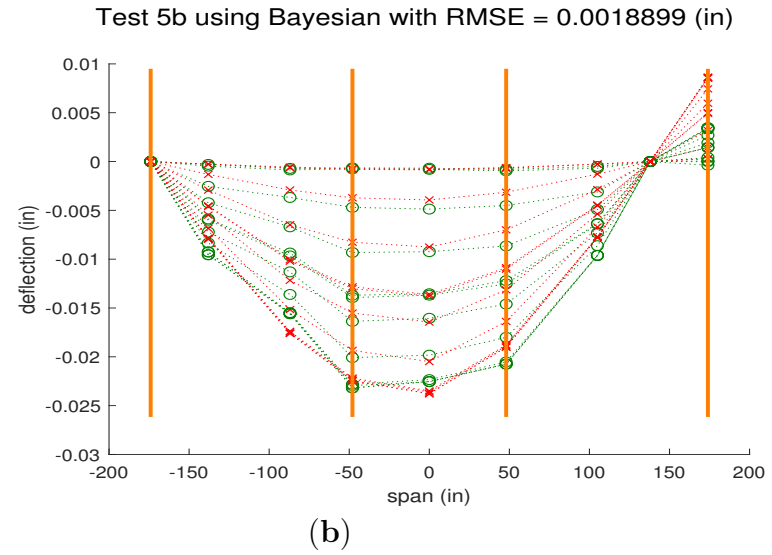 Test 5b using Bayesian with RMSE = 0.0018899 (in)
0.01
0.005
0
-0.005
-0.01
-0.015
-0.02
-0.025
-0.03
deflection (in)
-200 -150 -100 -50 0 50 100 150 200
span (in)
(b)